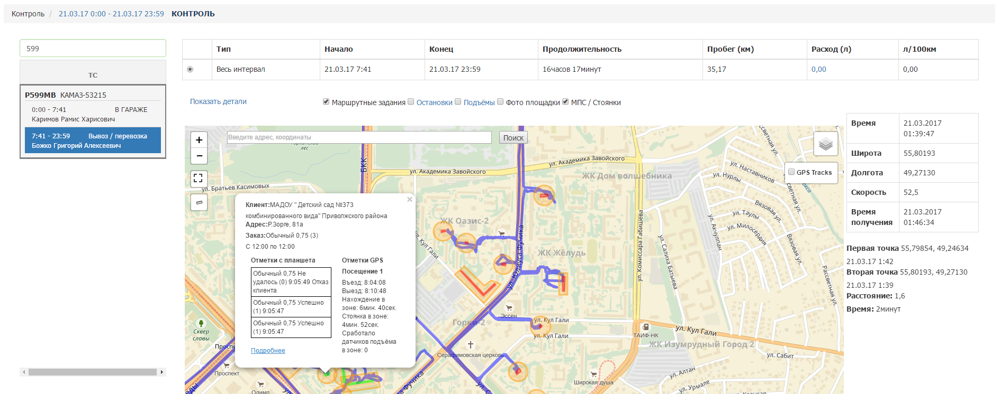 Контроль / 21.03.17 0:00 - 21.03.17 23:59 КОНТРОЛЬ
599
ТС
Р599МВ КАМАЗ-53215
0:00 - 7:41 В ГАРАЖЕ
Каримов Рамис Харисович
7:41 - 23:59 Вывоз / перевозка
Божко Григорий Алексеевич
Тип Начало Конец Продолжительность Пробег (км) Расход (л) л/100км
Весь интервал 21.03.17 7:41 21.03.17 23:59 16часов 17минут 35,17 0,00 0,00
Показать детали
Маршрутные задания Остановки Подъёмы Фото площадки МПС / Стоянки
+
−
Введите адрес, координаты
Поиск
GPS Tracks
лес
БКК
ул. Академика Завойского
ул. Академика Завойского
ул. Братьев Касимовых
ЖК Дом волшебника
ул. Наставников
ул. Нурлы
Рассветная ул.
ул. Таулы
Вязовая ул.
ул. Милосердия
Вязовая ул.
ул. Акчулпан
ул. Комиссара Габишева
ул. Салиха Батыева
Рассветная ул.
ЖК Оазис-2
ул. Кул Гали
ЖК Жёлудь
ул. Юлиуса Фучика
Эссен
Горки-2
ул. Кул Гали
ул. Кул Гали
ТАИФ-НК
ул. Кул Гали
ЖК Изумрудный Город 2
ул. Сабит
Серафимовская церковь
Широкая душа
ул. Алтан
ул. Урмале
Сквер
славы
Проспект
Олимп
Клиент:МАДОУ " Детский сад №373
комбинированного вида" Приволжского района
Адрес:Р.Зорге, 81а
Заказ:Обычный 0,75 (3)
С 12:00 по 12:00
Отметки с планшета
Обычный 0,75 Не
удалось (0) 9:05:49 Отказ
клиента
Обычный 0,75 Успешно
(1) 9:05:47
Обычный 0,75 Успешно
(1) 9:05:47
Подробнее
Отметки GPS
Посещение 1
Въезд: 8:04:08
Выезд: 8:10:48
Нахождение в
зоне: 6мин. 40сек.
Стоянка в зоне:
4мин. 52сек.
Сработало
датчиков подъёма
в зоне: 0
Время 21.03.2017
01:39:47
Широта 55,80193
Долгота 49,27130
Скорость 52,5
Время 21.03.2017
получения 01:46:34
Первая точка 55,79854, 49,24634
21.03.17 1:42
Вторая точка 55,80193, 49,27130
21.03.17 1:39
Расстояние: 1,6
Время: 2минут